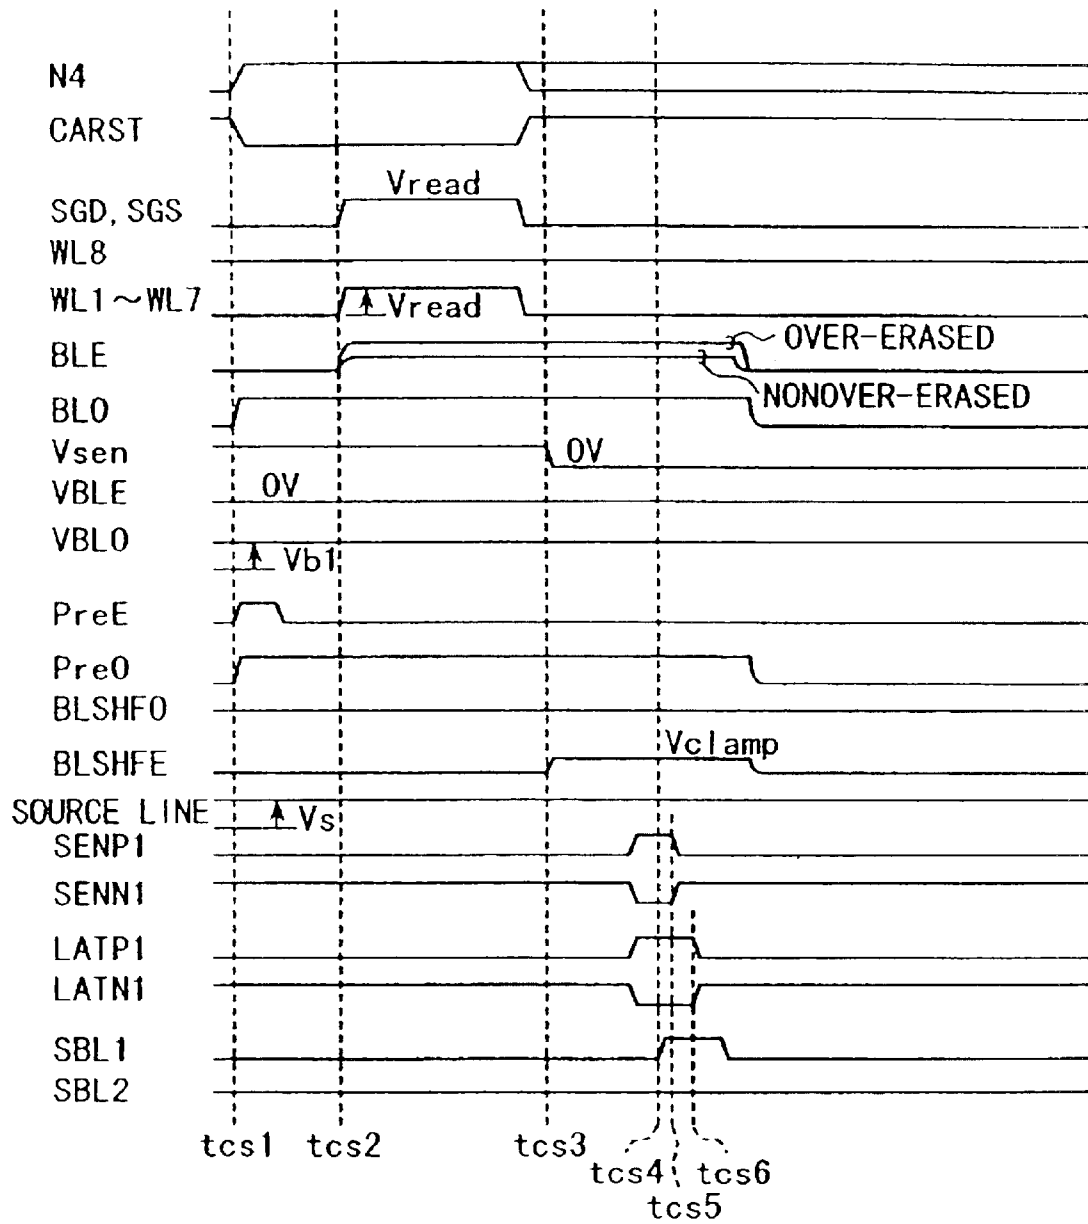 N4
CARST
Vread
SGD, SGS
WL8
WL1~WL7
Vread
OVER-ERASED
BLE
NONOVER-ERASED
BLO
Vsen
0V
VBLE
0V
VBLO
Vb1
PreE
PreO
BLSHFO
Vclamp
BLSHFE
SOURCE LINE
Vs
SENP1
SENN1
LATP1
LATN1
SBL1
SBL2
tcs1 tcs2 tcs3
tcs4 tcs6
tcs5